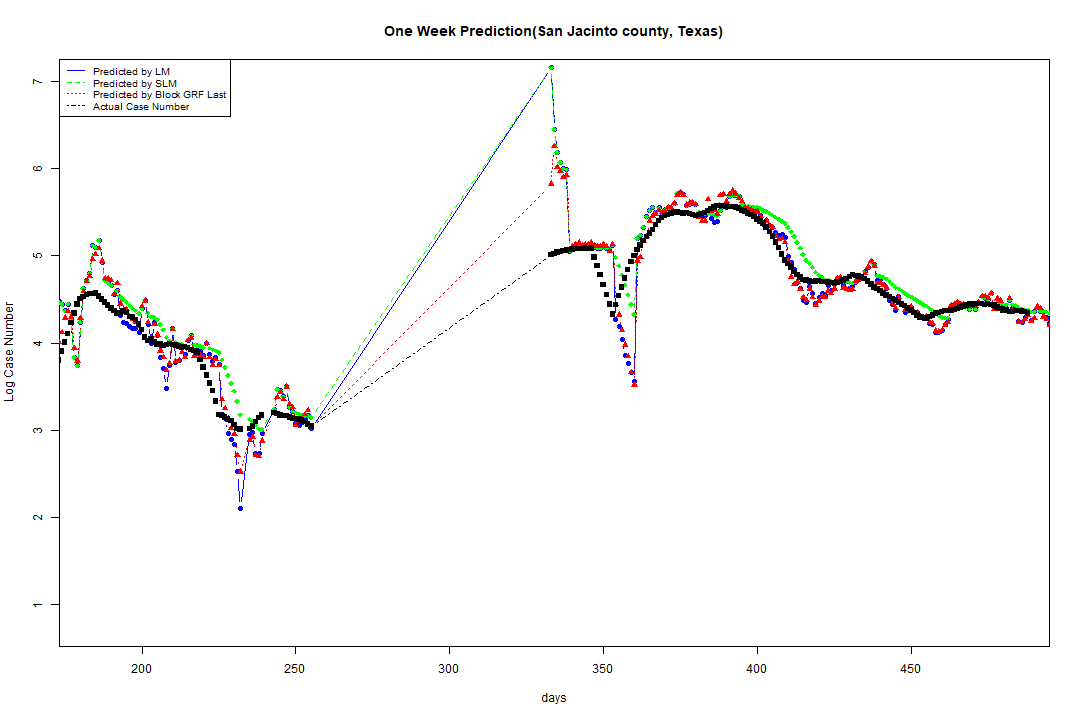 One Week Prediction(San Jacinto county, Texas)
Predicted by LM
Predicted by SLM
Predicted by Block GRF Last
Actual Case Number
7
6
5
4
3
2
1
Log Case Number
200 250 300 350 400 450
days